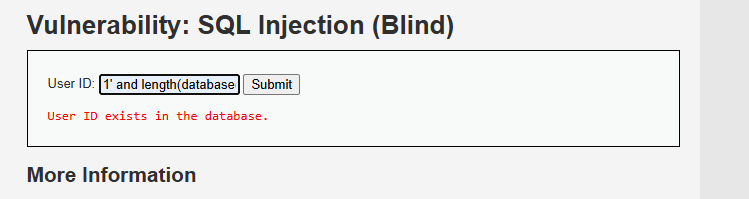 Vulnerability: SQL Injection (Blind)
User ID: 1' and length(database Submit
User ID exists in the database.
More Information